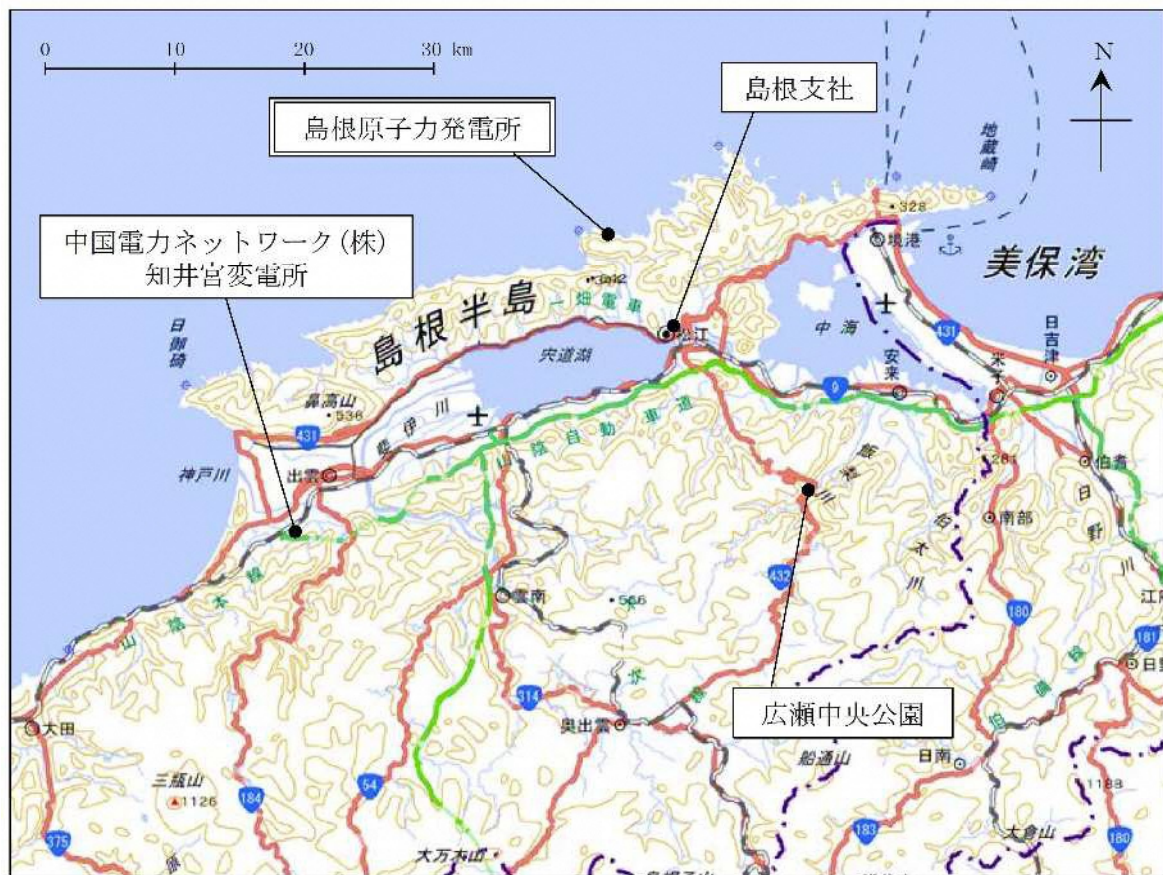 0 10 20 30 km
N
島根支社
島根原子力発電所
地蔵崎
328
中国電力ネットワーク(株)
知井宮変電所
境港
美保湾
島根半島
一畑電車
日御碕
松江
中海
431
日吉津
宍道湖
安来
米子
9
鼻高山
536
斐伊川
431
山陰自動車道
神戸川
出雲
飯梨川
281
伯耆
南部
日野川
伯太川
432
雲南
山陰本線
180
江府
181
日野
314
広瀬中央公園
伯備線
大田
奥出雲
船通山
日南
三瓶山
1126
54
184
1188
375
183
大倉山
180
大万木山